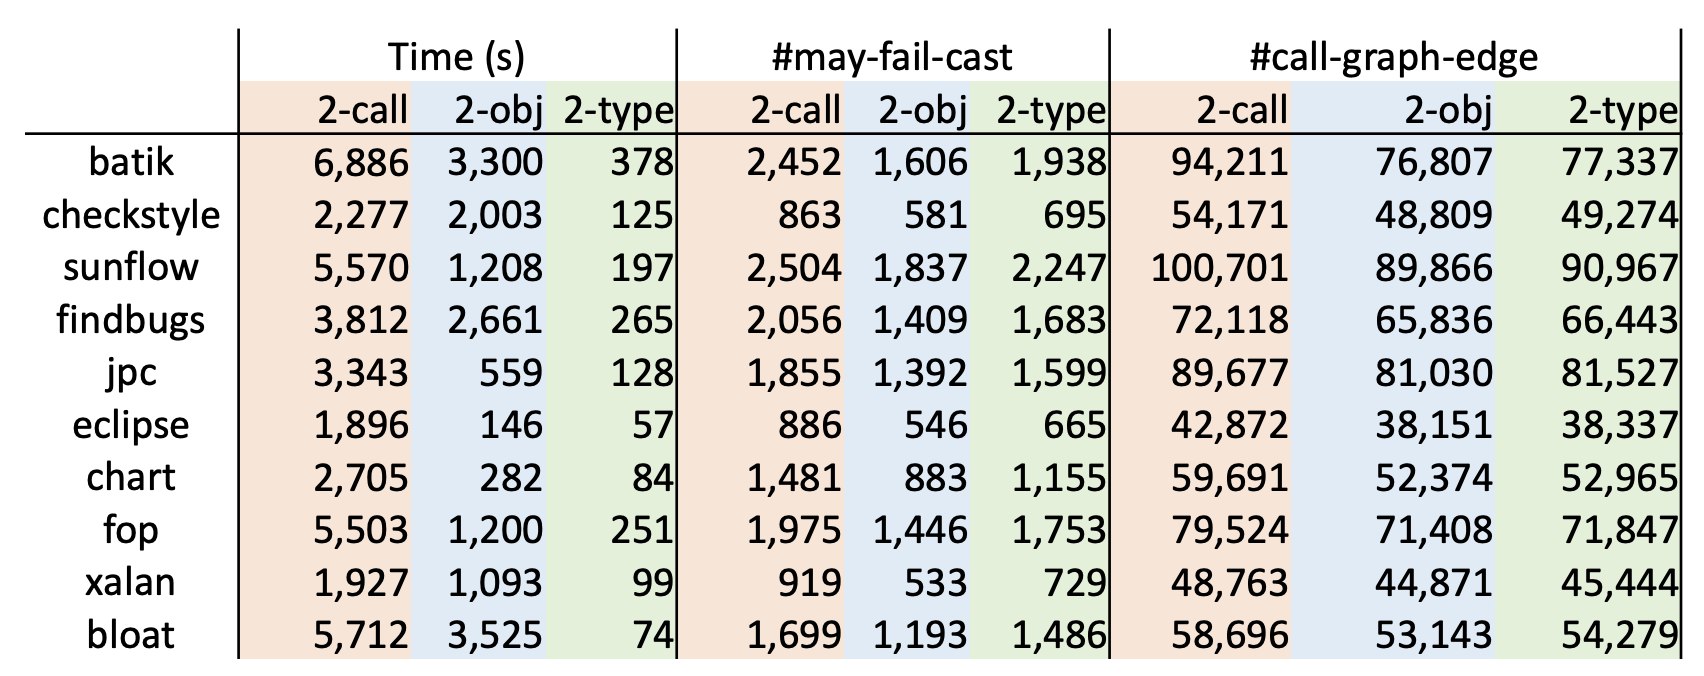 Time (s) #may-fail-cast #call-graph-edge
2-call 2-obj 2-type 2-call 2-obj 2-type 2-call 2-obj 2-type
batik 6,886 3,300 378 2,452 1,606 1,938 94,211 76,807 77,337
checkstyle 2,277 2,003 125 863 581 695 54,171 48,809 49,274
sunflow 5,570 1,208 197 2,504 1,837 2,247 100,701 89,866 90,967
findbugs 3,812 2,661 265 2,056 1,409 1,683 72,118 65,836 66,443
jpc 3,343 559 128 1,855 1,392 1,599 89,677 81,030 81,527
eclipse 1,896 146 57 886 546 665 42,872 38,151 38,337
chart 2,705 282 84 1,481 883 1,155 59,691 52,374 52,965
fop 5,503 1,200 251 1,975 1,446 1,753 79,524 71,408 71,847
xalan 1,927 1,093 99 919 533 729 48,763 44,871 45,444
bloat 5,712 3,525 74 1,699 1,193 1,486 58,696 53,143 54,279